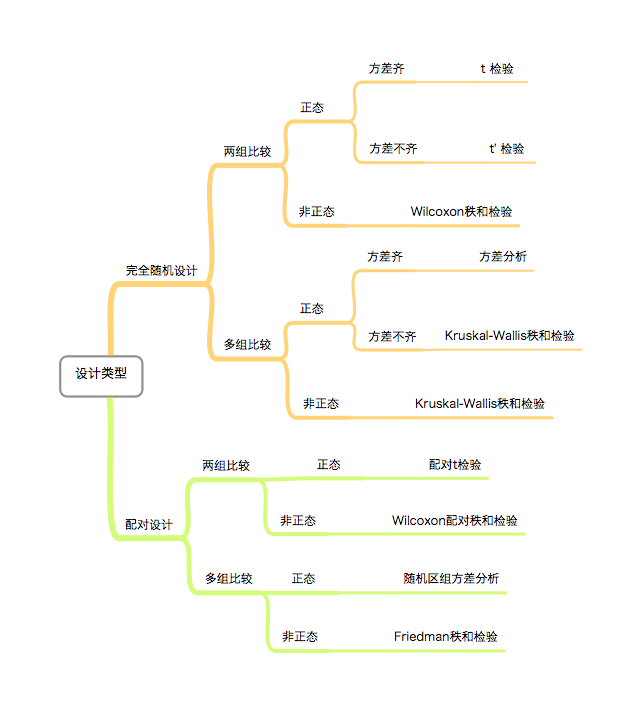 设计类型
完全随机设计
两组比较
正态
方差齐
t 检验
方差不齐
t' 检验
非正态
Wilcoxon秩和检验
多组比较
正态
方差齐
方差分析
方差不齐
Kruskal-Wallis秩和检验
非正态
Kruskal-Wallis秩和检验
配对设计
两组比较
正态
配对t检验
非正态
Wilcoxon配对秩和检验
多组比较
正态
随机区组方差分析
非正态
Friedman秩和检验